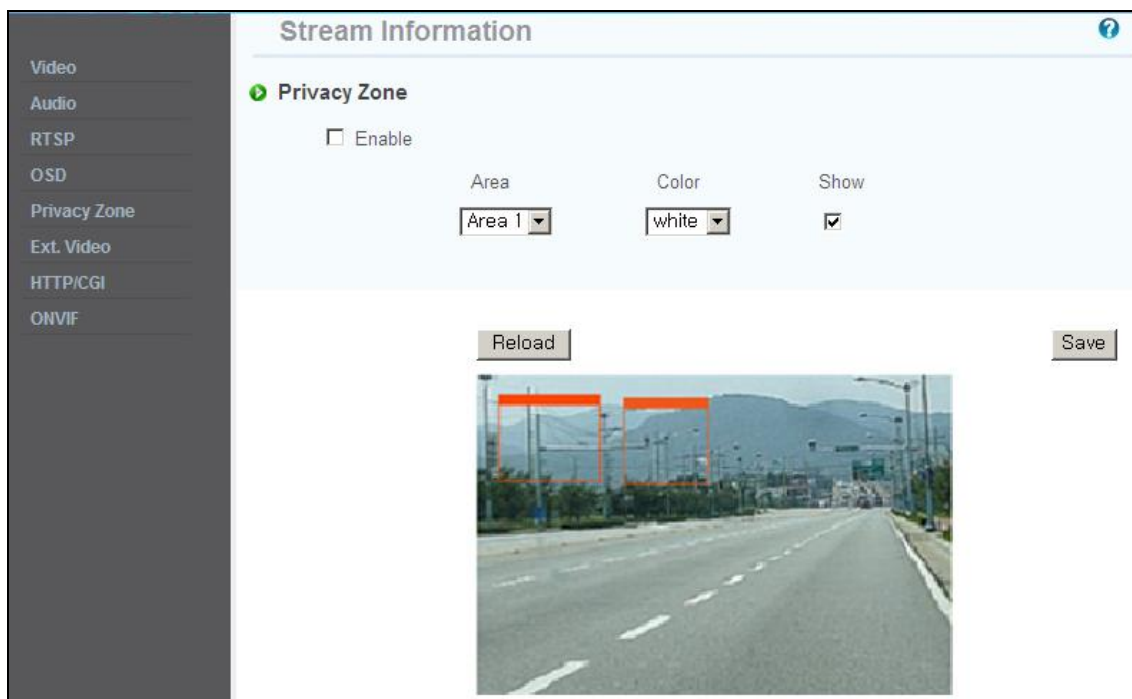 Stream Information
?
Video
Audio
RTSP
OSD
Privacy Zone
Ext. Video
HTTP/CGI
ONVIF
Privacy Zone
Enable
Area Color Show
Area 1 white
Reload Save